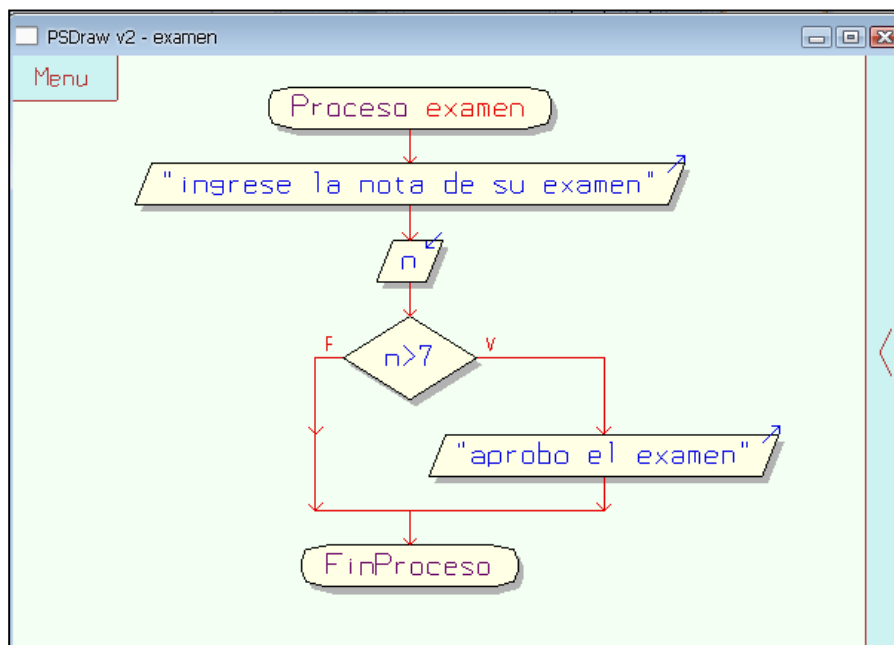 PSDraw v2 - examen
Menu
Proceso examen
"ingrese la nota de su examen"
n
F n>7 V
"aprobo el examen"
FinProceso